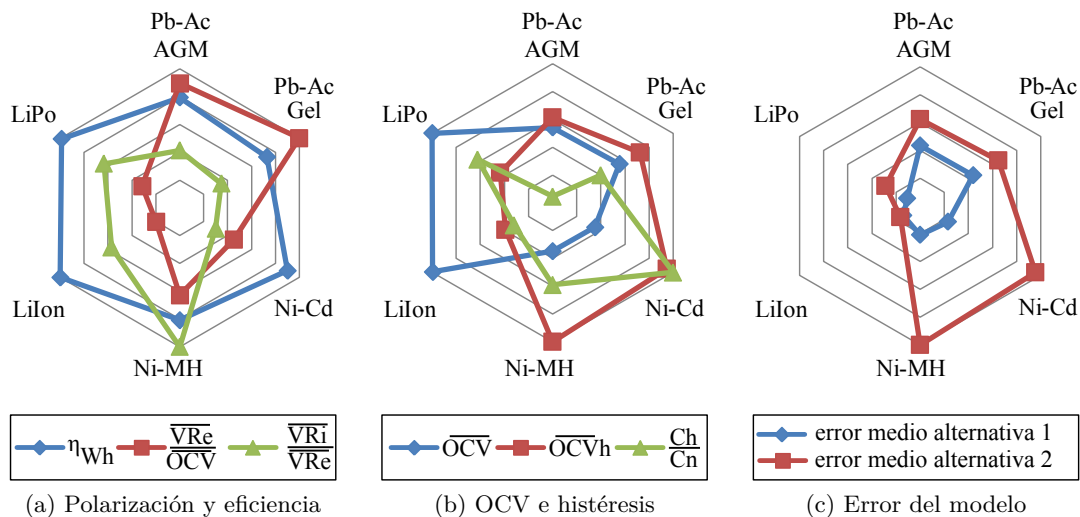 Pb-Ac
AGM
Pb-Ac
Gel
Ni-Cd
Ni-MH
LiIon
LiPo
ηWh
VRe
OCV
VRi
VRe
(a) Polarización y eficiencia
Pb-Ac
AGM
Pb-Ac
Gel
Ni-Cd
Ni-MH
LiIon
LiPo
OCV
OCVh
Ch
Cn
(b) OCV e histéresis
Pb-Ac
AGM
Pb-Ac
Gel
Ni-Cd
Ni-MH
LiIon
LiPo
error medio alternativa 1
error medio alternativa 2
(c) Error del modelo